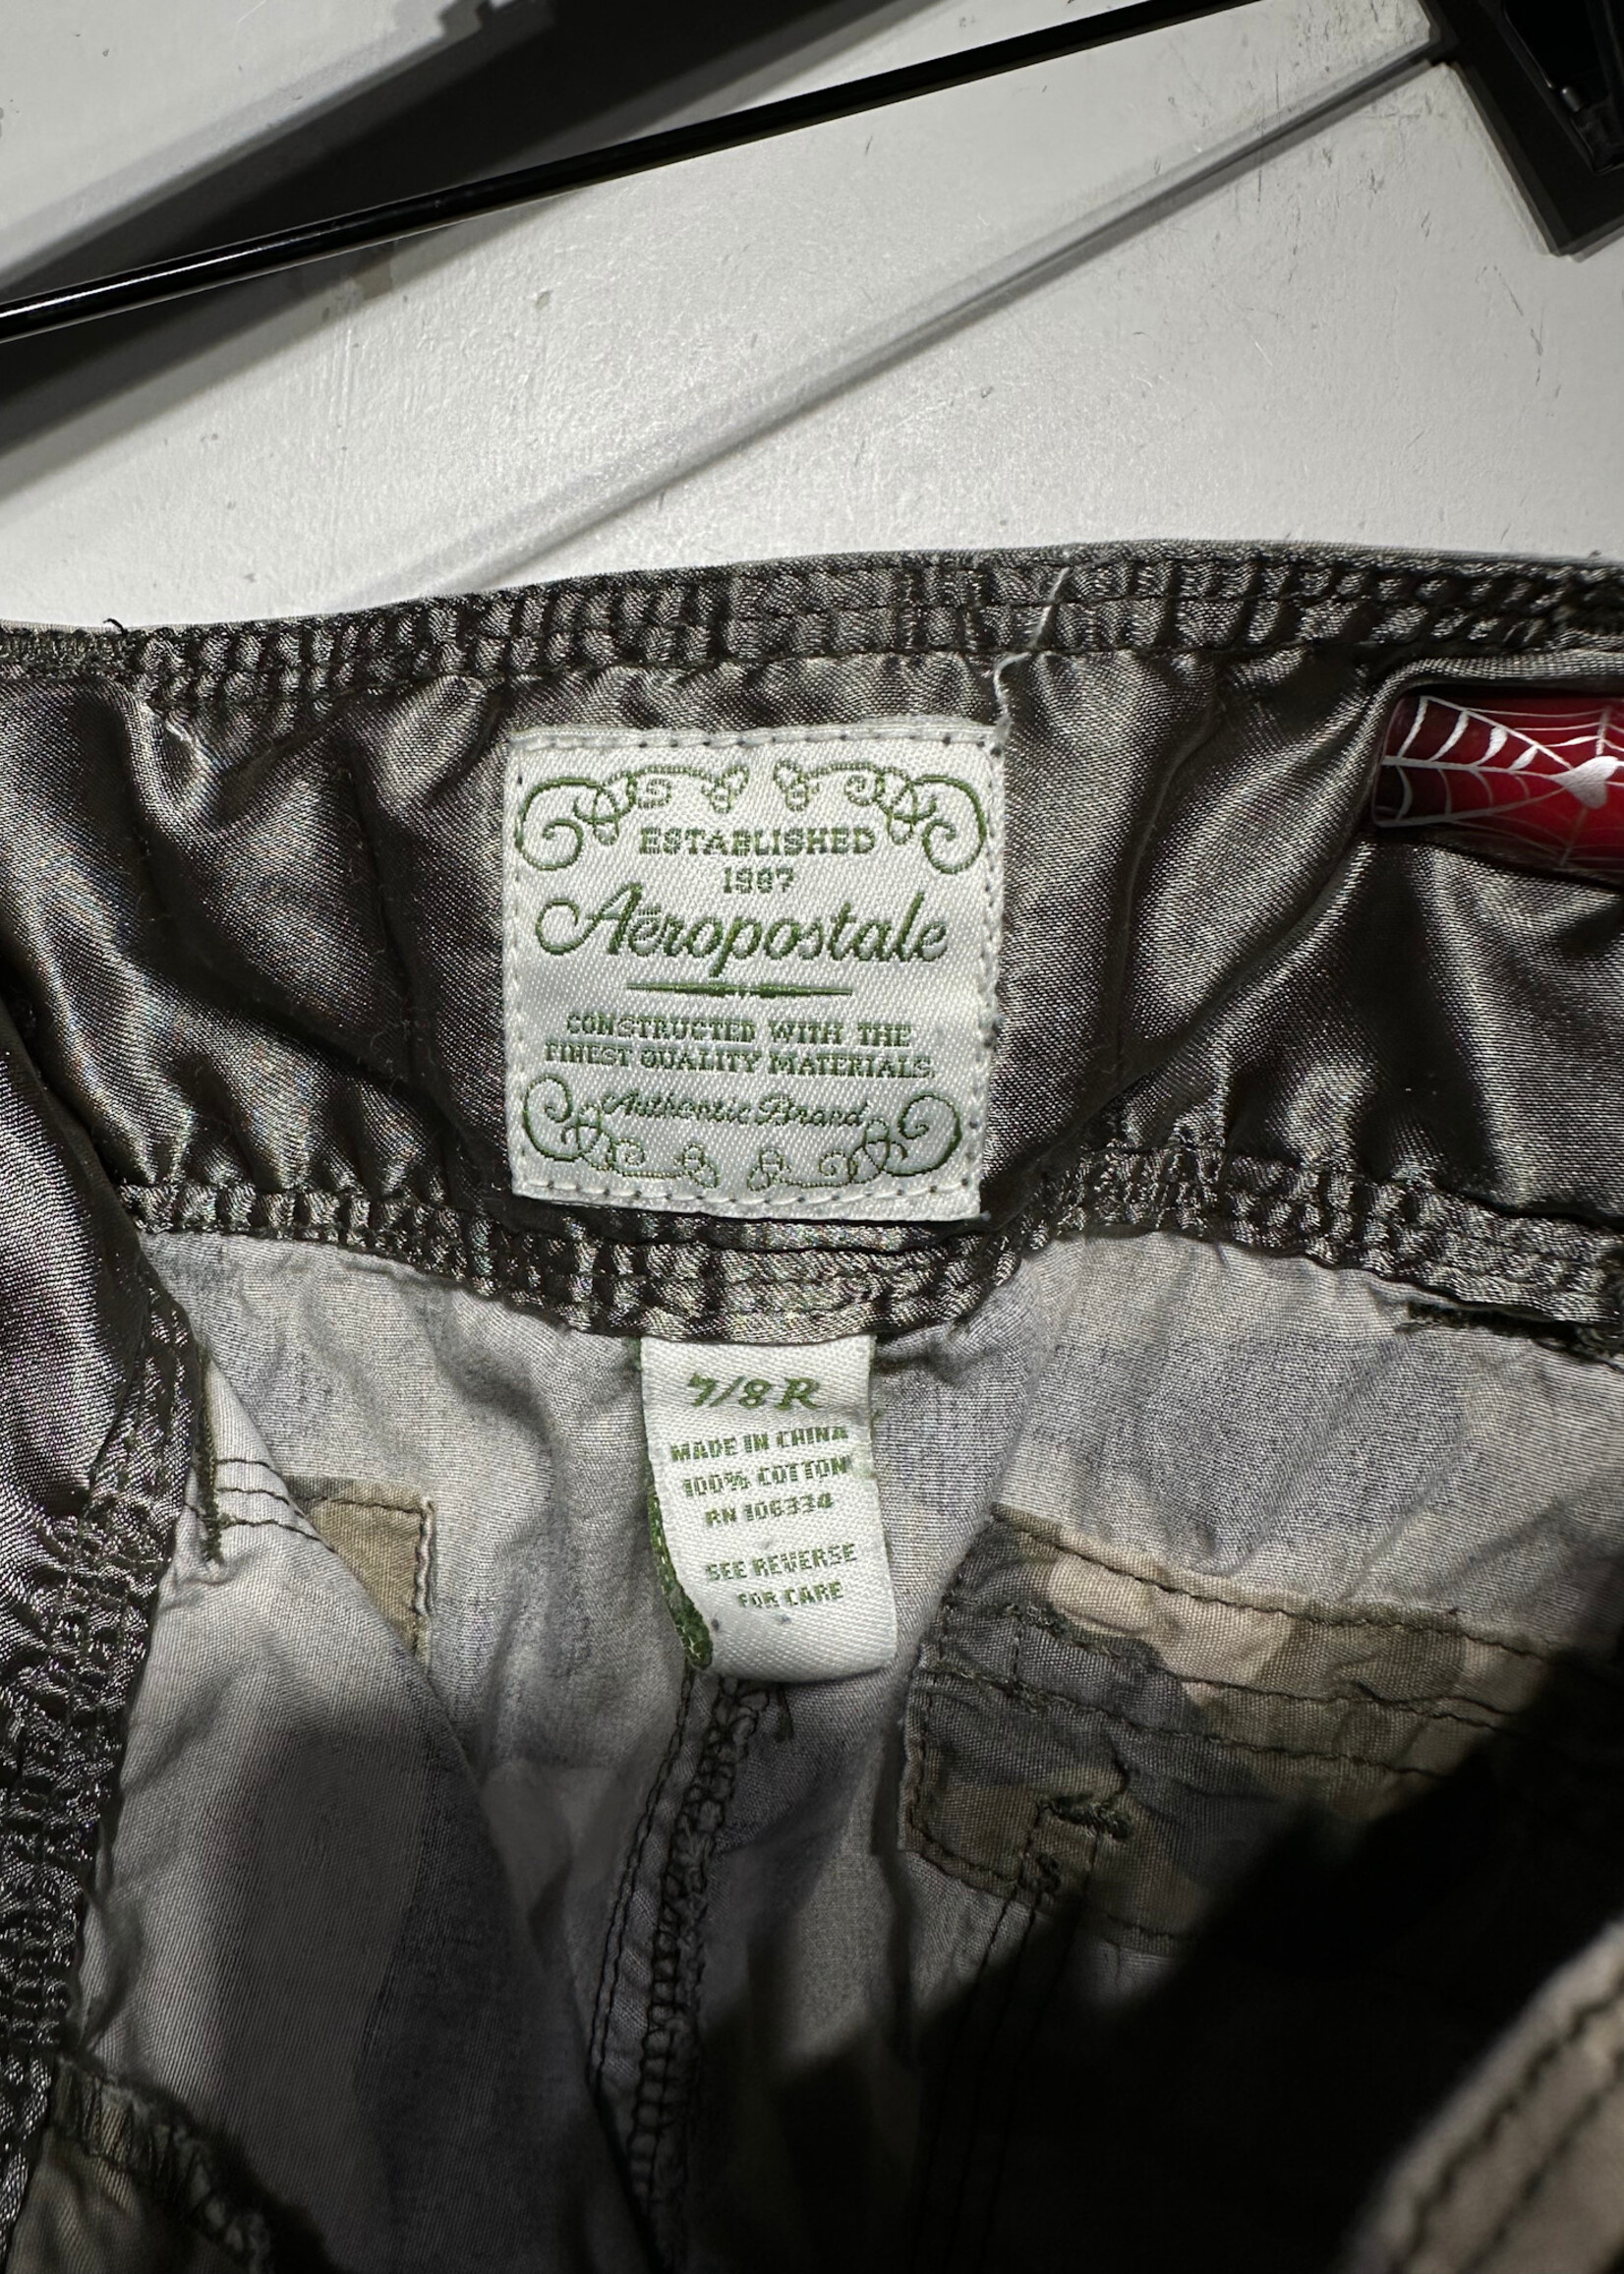 ESTABLISHED
1987
Aéropostale
CONSTRUCTED WITH THE
FINEST QUALITY MATERIALS.
Authentic Brand
7/8 R
MADE IN CHINA
100% COTTON
RN 106334
SEE REVERSE
FOR CARE